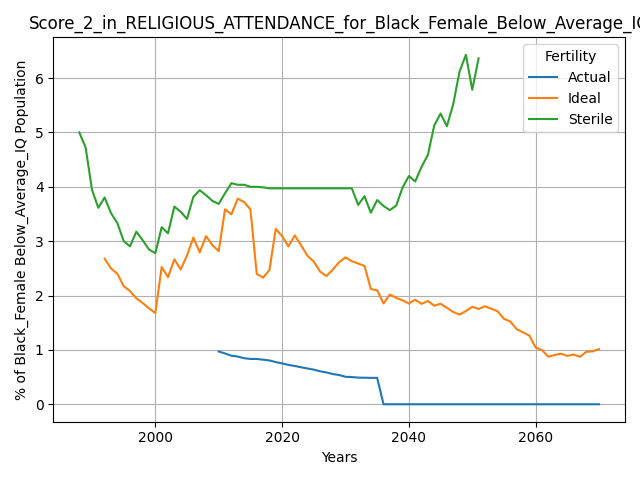 Score_2_in_RELIGIOUS_ATTENDANCE_for_Black_Female_Below_Average_IQ
% of Black_Female Below_Average_IQ Population
6
5
4
3
2
1
0
Fertility
Actual
Ideal
Sterile
2000
2020
2040
2060
Years